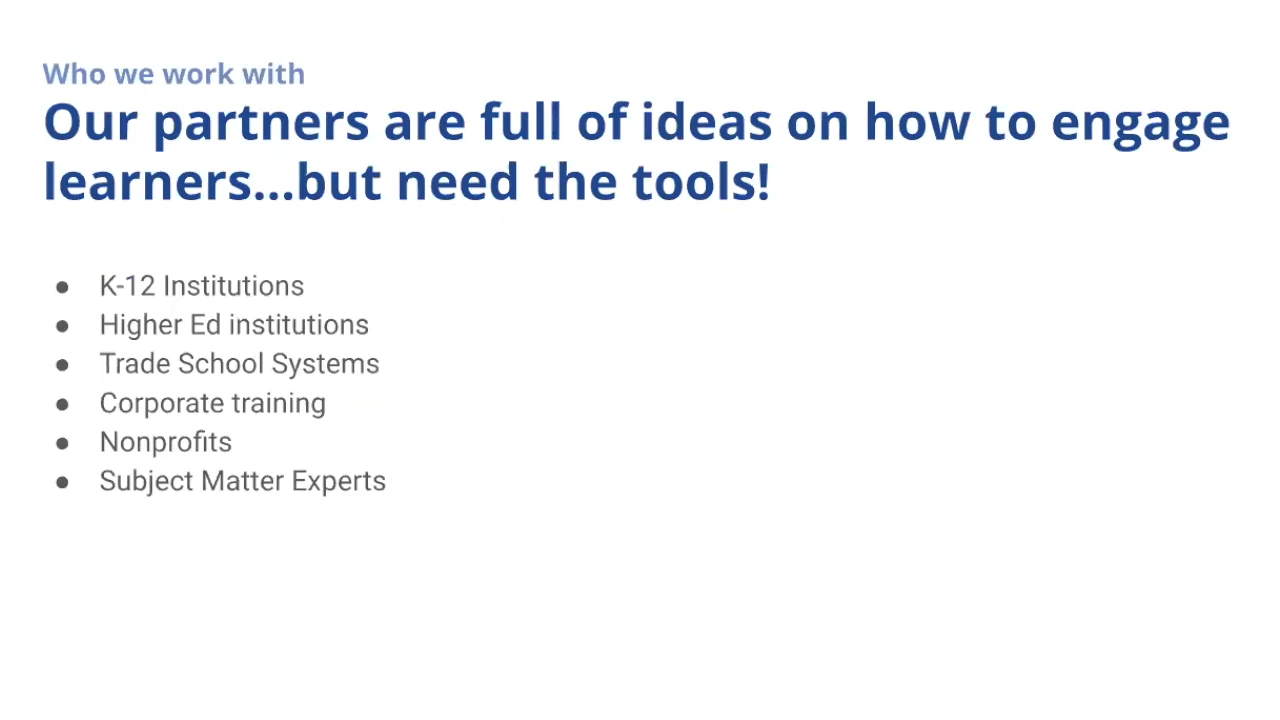 Who we work with
Our partners are full of ideas on how to engage
learners...but need the tools!
● K-12 Institutions
● Higher Ed institutions
● Trade School Systems
● Corporate training
● Nonprofits
● Subject Matter Experts